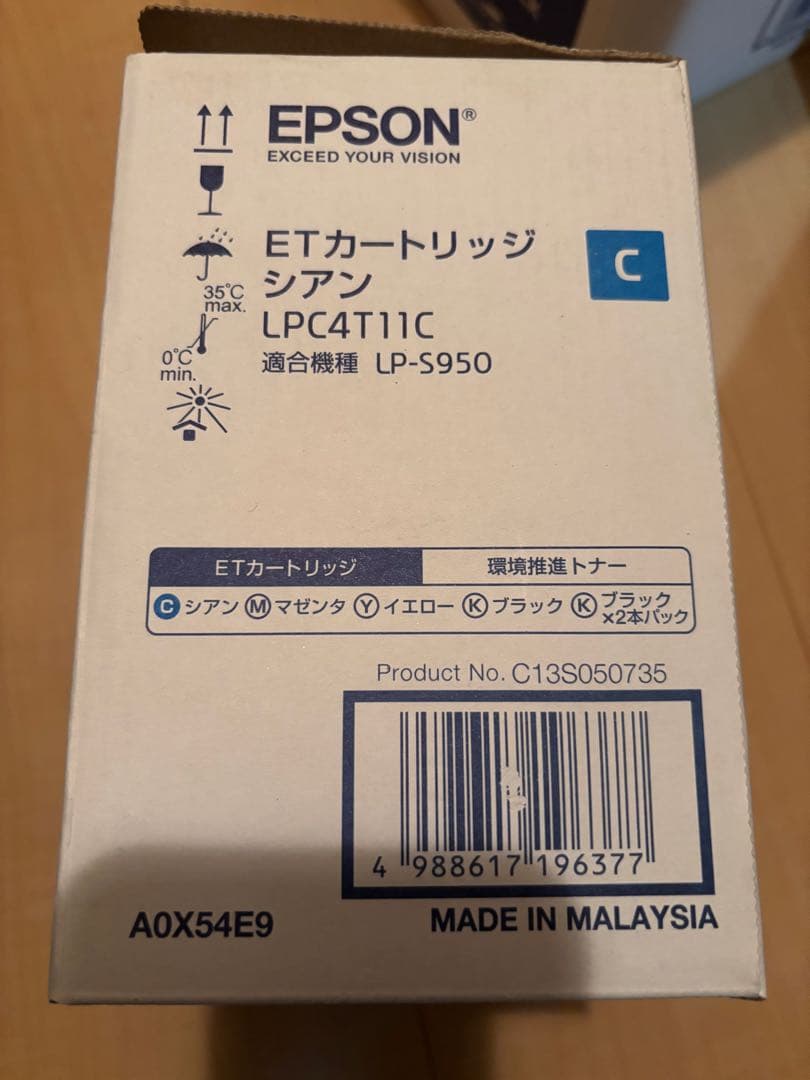 EPSON®
EXCEED YOUR VISION
ETカートリッジ
シアン
C
LPC4T11C
適合機種 LP-S950
35℃
max.
0℃
min.
ETカートリッジ 環境推進トナー
C シアン M マゼンタ Y イエロー K ブラック K ブラック
×2本パック
Product No. C13S050735
4 988617 196377
A0X54E9
MADE IN MALAYSIA